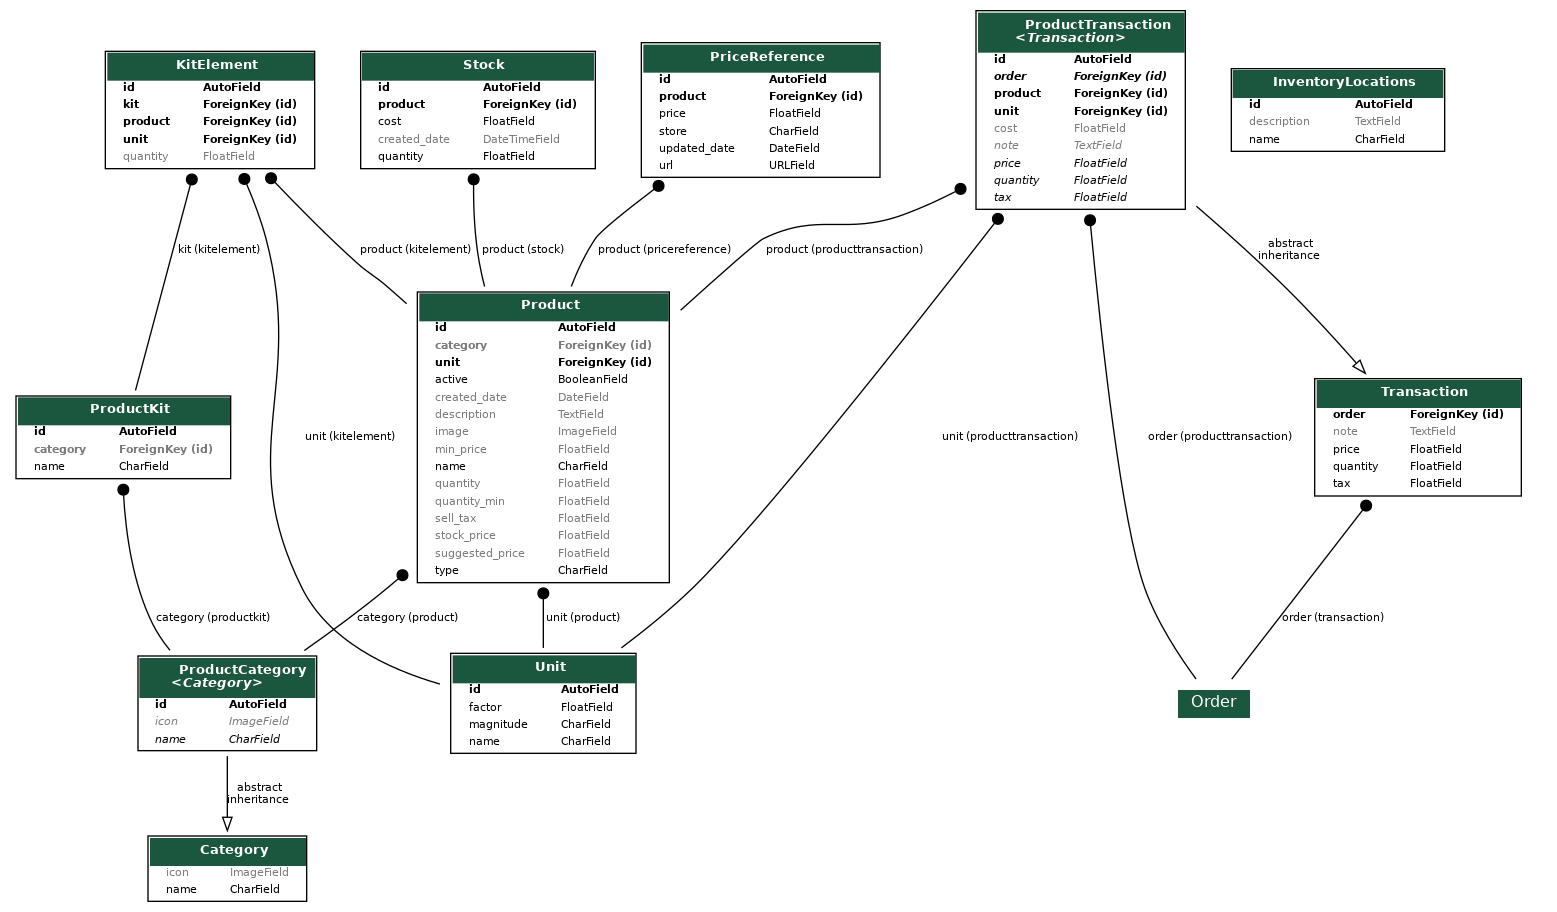 KitElement
id AutoField
kit ForeignKey (id)
product ForeignKey (id)
unit ForeignKey (id)
quantity FloatField
Stock
id AutoField
product ForeignKey (id)
cost FloatField
created_date DateTimeField
quantity FloatField
PriceReference
id AutoField
product ForeignKey (id)
price FloatField
store CharField
updated_date DateField
url URLField
ProductTransaction
<Transaction>
id AutoField
order ForeignKey (id)
product ForeignKey (id)
unit ForeignKey (id)
cost FloatField
note TextField
price FloatField
quantity FloatField
tax FloatField
InventoryLocations
id AutoField
description TextField
name CharField
kit (kitelement)
product (kitelement)
product (stock)
product (pricereference)
product (producttransaction)
abstract
inheritance
Product
id AutoField
category ForeignKey (id)
unit ForeignKey (id)
active BooleanField
created_date DateField
description TextField
image ImageField
min_price FloatField
name CharField
quantity FloatField
quantity_min FloatField
sell_tax FloatField
stock_price FloatField
suggested_price FloatField
type CharField
ProductKit
id AutoField
category ForeignKey (id)
name CharField
unit (kitelement)
unit (producttransaction)
order (producttransaction)
Transaction
order ForeignKey (id)
note TextField
price FloatField
quantity FloatField
tax FloatField
category (productkit)
category (product)
unit (product)
order (transaction)
ProductCategory
<Category>
id AutoField
icon ImageField
name CharField
Unit
id AutoField
factor FloatField
magnitude CharField
name CharField
Order
abstract
inheritance
Category
icon ImageField
name CharField